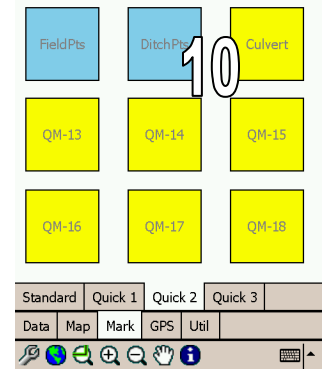 FieldPts DitchPts Culvert
10
QM-13 QM-14 QM-15
QM-16 QM-17 QM-18
Standard Quick 1 Quick 2 Quick 3
Data Map Mark GPS Util